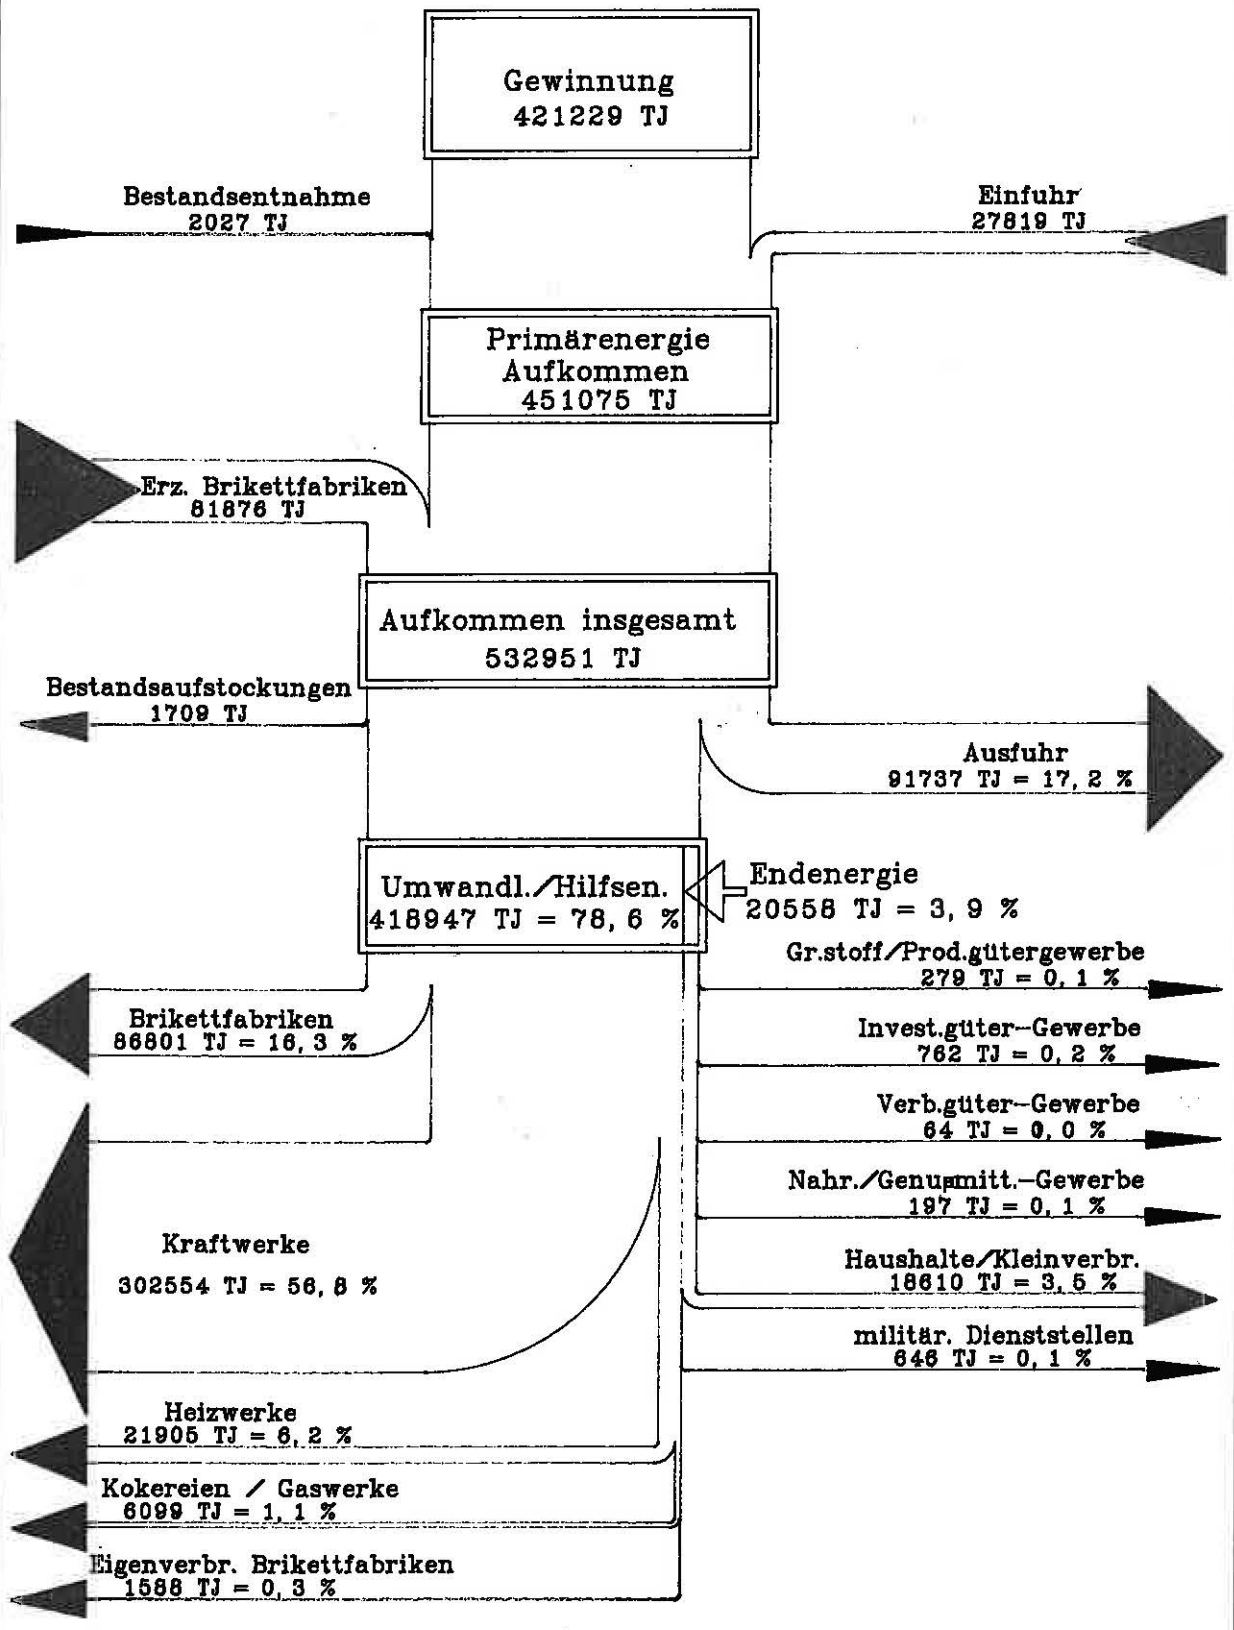 Gewinnung
421229 TJ
Bestandsentnahme
2027 TJ
Einfuhr
27819 TJ
Primärenergie
Aufkommen
451075 TJ
Erz. Brikettfabriken
81876 TJ
Aufkommen insgesamt
532951 TJ
Bestandsaufstockungen
1709 TJ
Ausfuhr
91737 TJ = 17,2 %
Umwandl./Hilfsen.
418947 TJ = 78,6 %
Endenergie
20558 TJ = 3,9 %
Gr.stoff/Prod.gütergewerbe
279 TJ = 0,1 %
Brikettfabriken
86801 TJ = 16,3 %
Invest.güter-Gewerbe
762 TJ = 0,2 %
Verb.güter-Gewerbe
64 TJ = 0,0 %
Nahr./Genußmitt.-Gewerbe
197 TJ = 0,1 %
Kraftwerke
302554 TJ = 56,8 %
Haushalte/Kleinverbr.
18610 TJ = 3,5 %
militär. Dienststellen
646 TJ = 0,1 %
Heizwerke
21905 TJ = 6,2 %
Kokereien / Gaswerke
6099 TJ = 1,1 %
Eigenverbr. Brikettfabriken
1588 TJ = 0,3 %